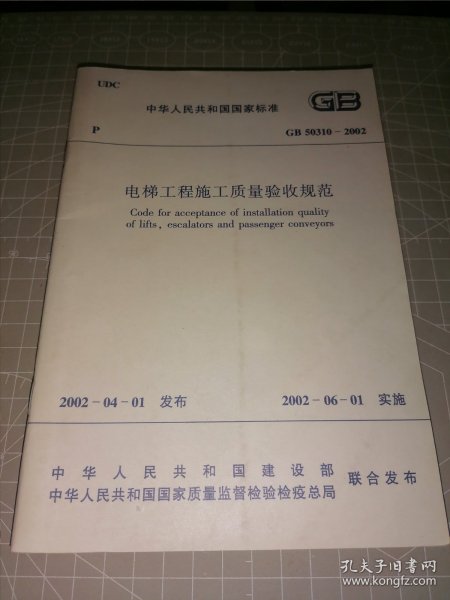 UDC
中华人民共和国国家标准
GB
P
GB 50310-2002
电梯工程施工质量验收规范
Code for acceptance of installation quality
of lifts, escalators and passenger conveyors
2002-04-01 发布
2002-06-01 实施
中华人民共和国建设部
中华人民共和国国家质量监督检验检疫总局
联合发布
孔夫子旧书网
www.kongfz.com